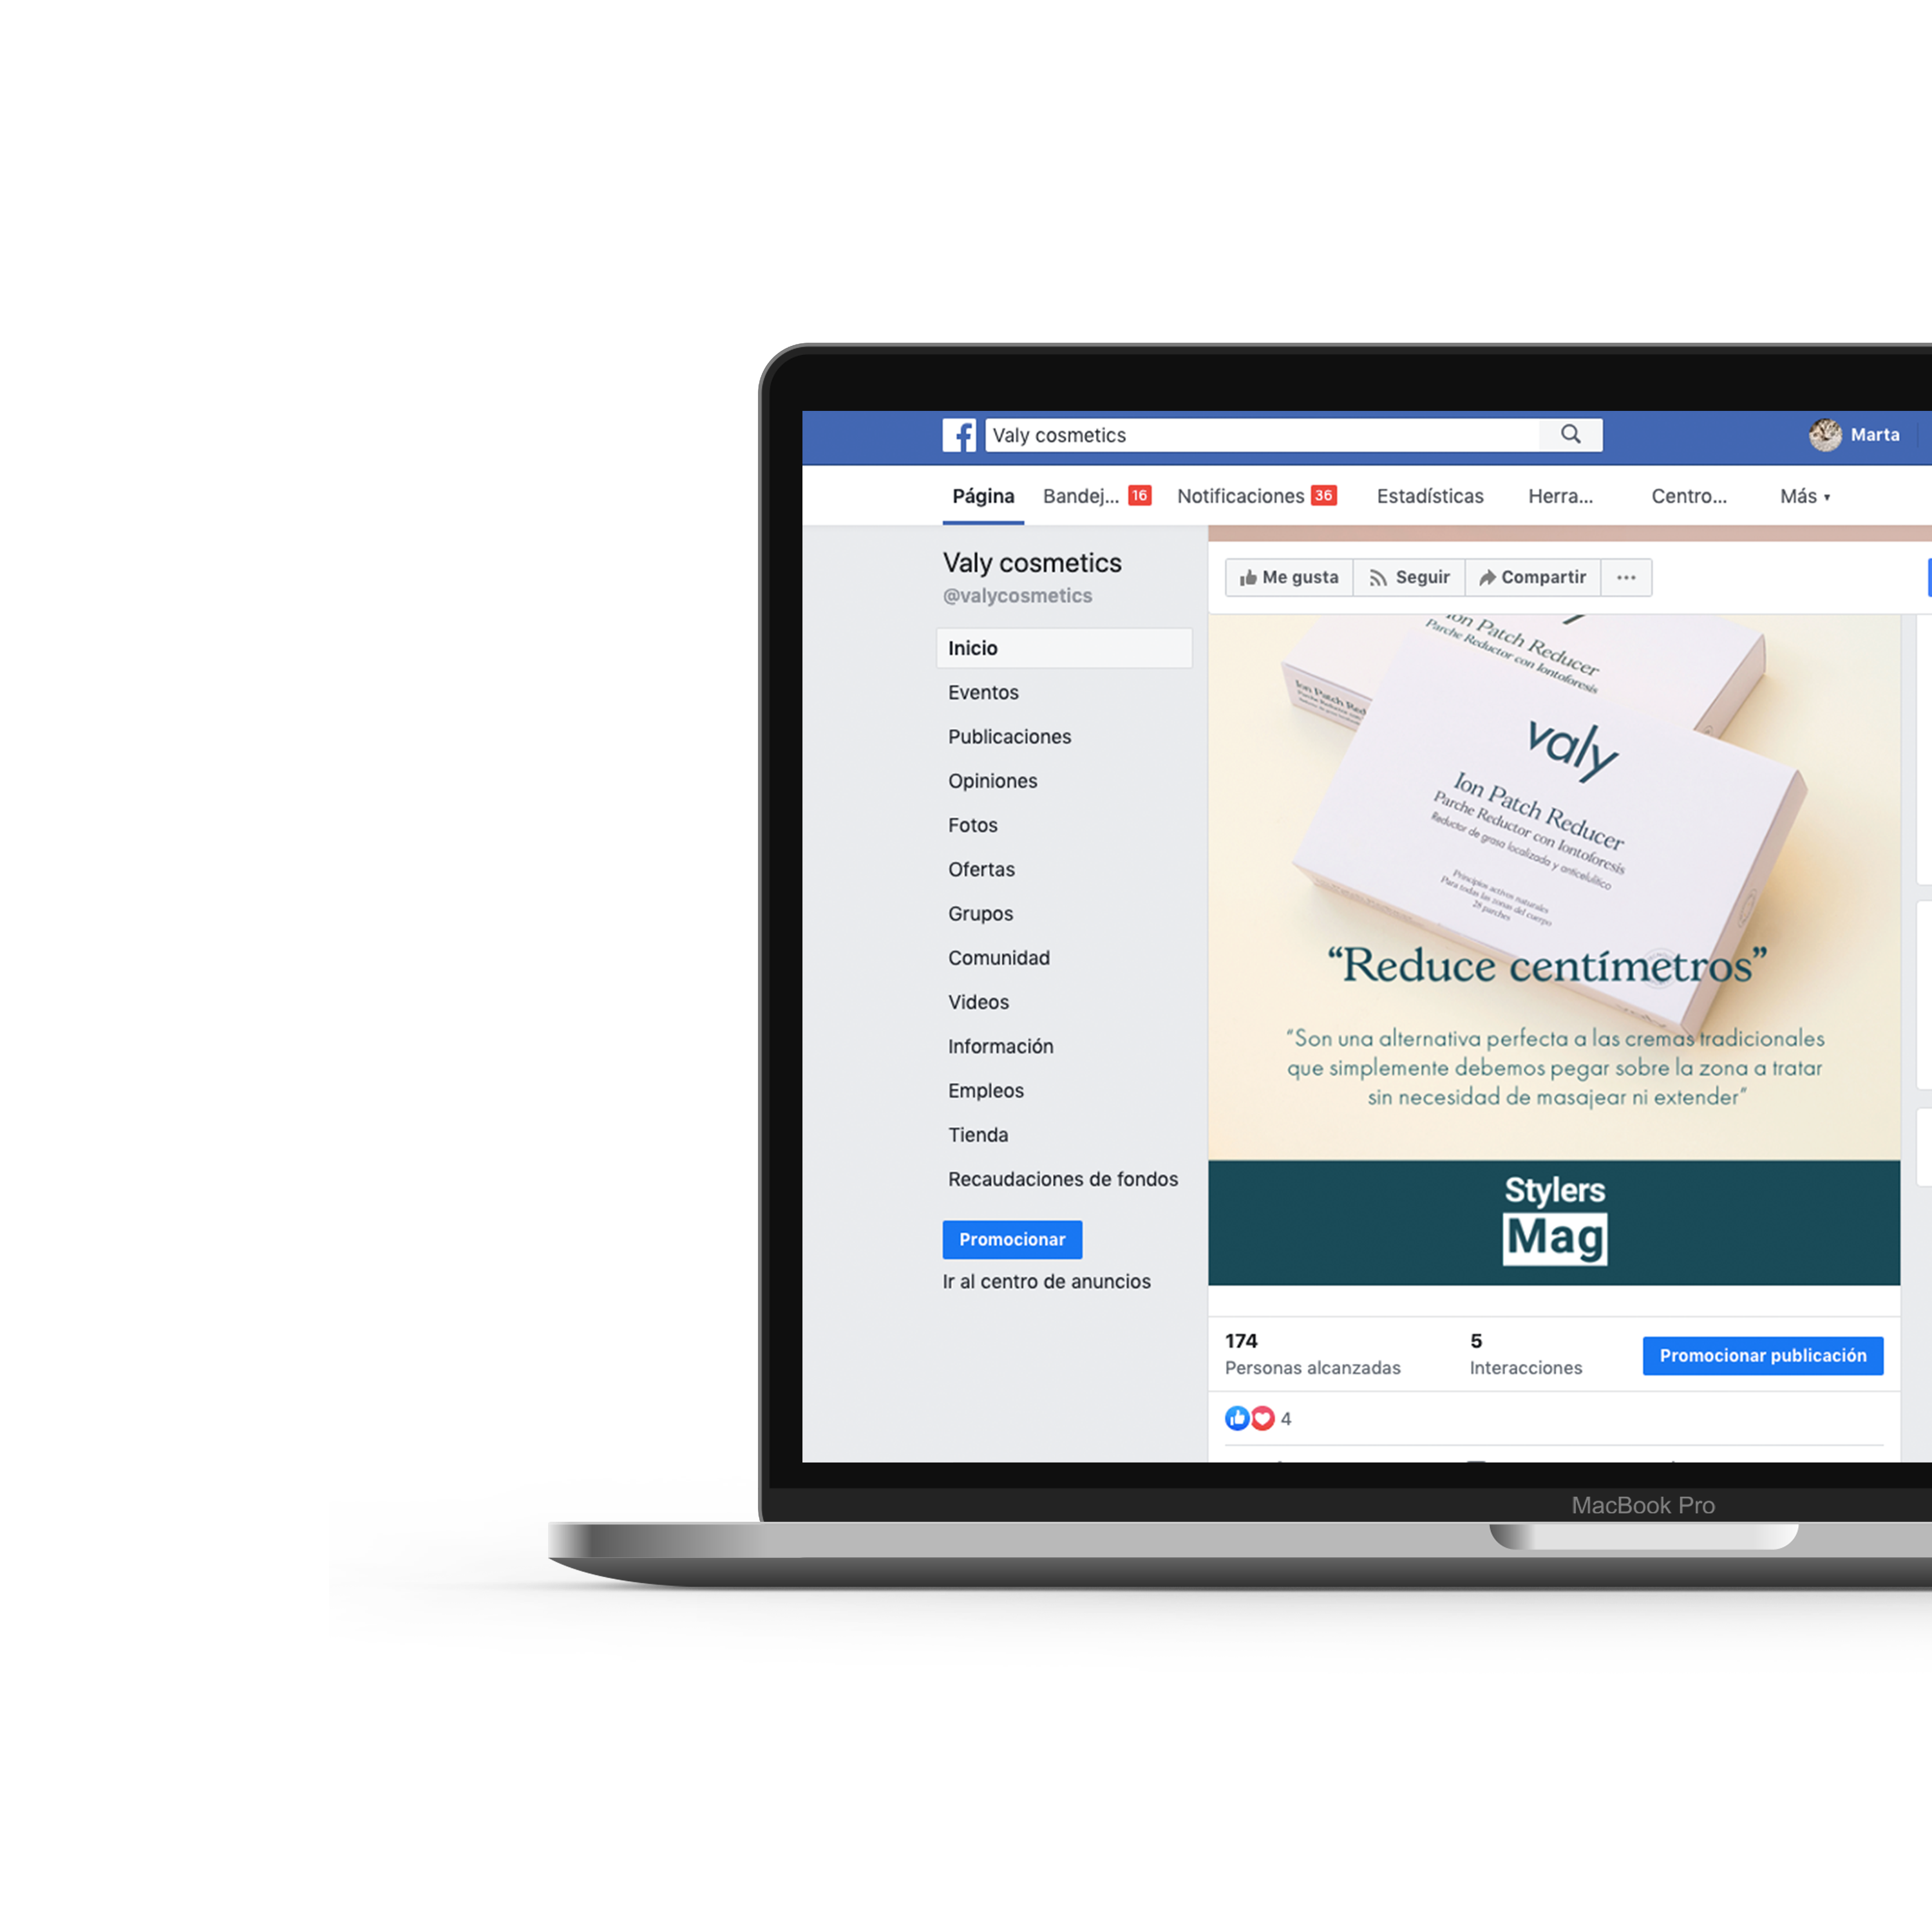 Valy cosmetics
Marta
Página
Bandej... 16
Notificaciones 36
Estadísticas
Herra...
Centro...
Más
Valy cosmetics
@valycosmetics
Inicio
Eventos
Publicaciones
Opiniones
Fotos
Ofertas
Grupos
Comunidad
Videos
Información
Empleos
Tienda
Recaudaciones de fondos
Promocionar
Ir al centro de anuncios
Me gusta
Seguir
Compartir
Ion Patch Reducer
Parche Reductor con Iontoforesis
valy
Ion Patch Reducer
Parche Reductor con Iontoforesis
Reductor de grasa localizada y anticelulítico
Principios activos naturales
Para todas las zonas del cuerpo
28 parches
“Reduce centímetros”
“Son una alternativa perfecta a las cremas tradicionales
que simplemente debemos pegar sobre la zona a tratar
sin necesidad de masajear ni extender”
Stylers
Mag
174
Personas alcanzadas
5
Interacciones
Promocionar publicación
4
MacBook Pro